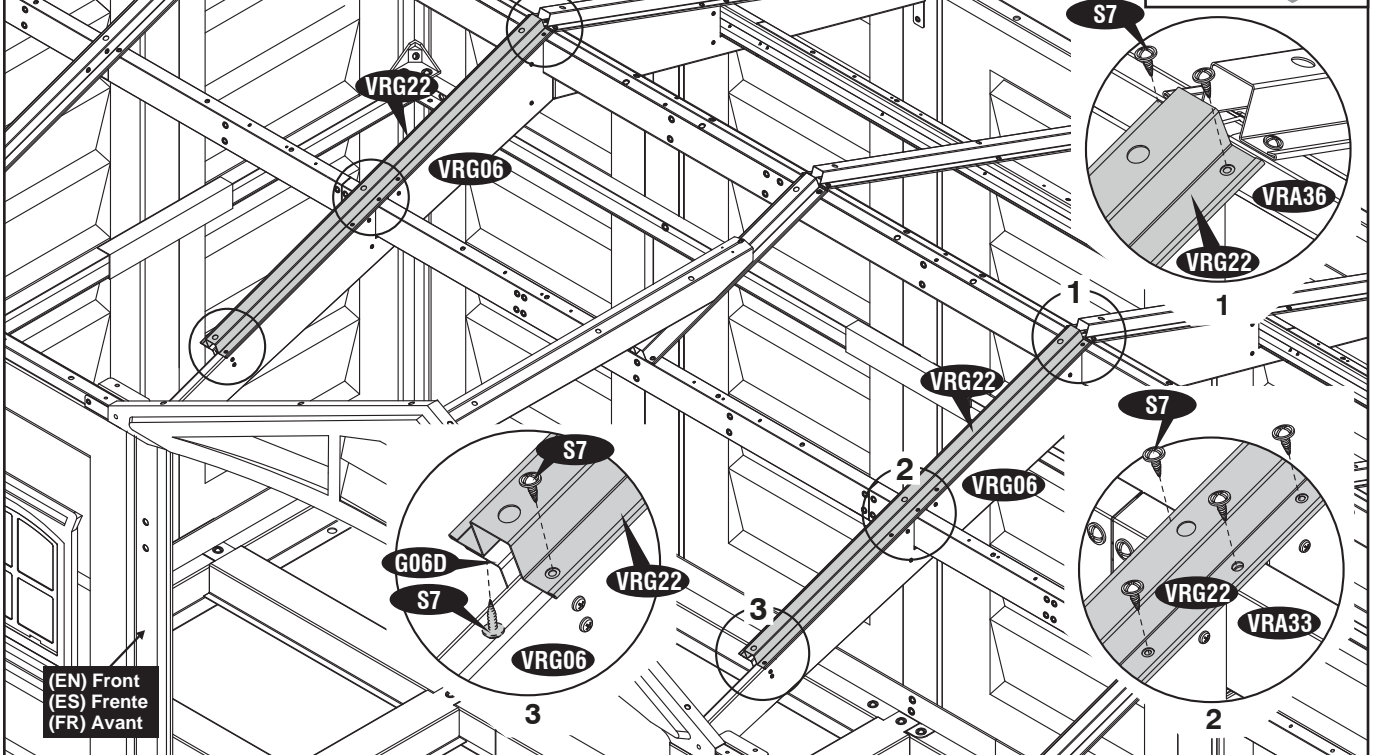 S7
VRG22
VRG06
VRA36
VRG22
1
1
VRG22
S7
S7
2
VRG06
G06D
VRG22
VRG22
S7
3
VRA33
VRG06
(EN) Front
(ES) Frente
(FR) Avant
3
2